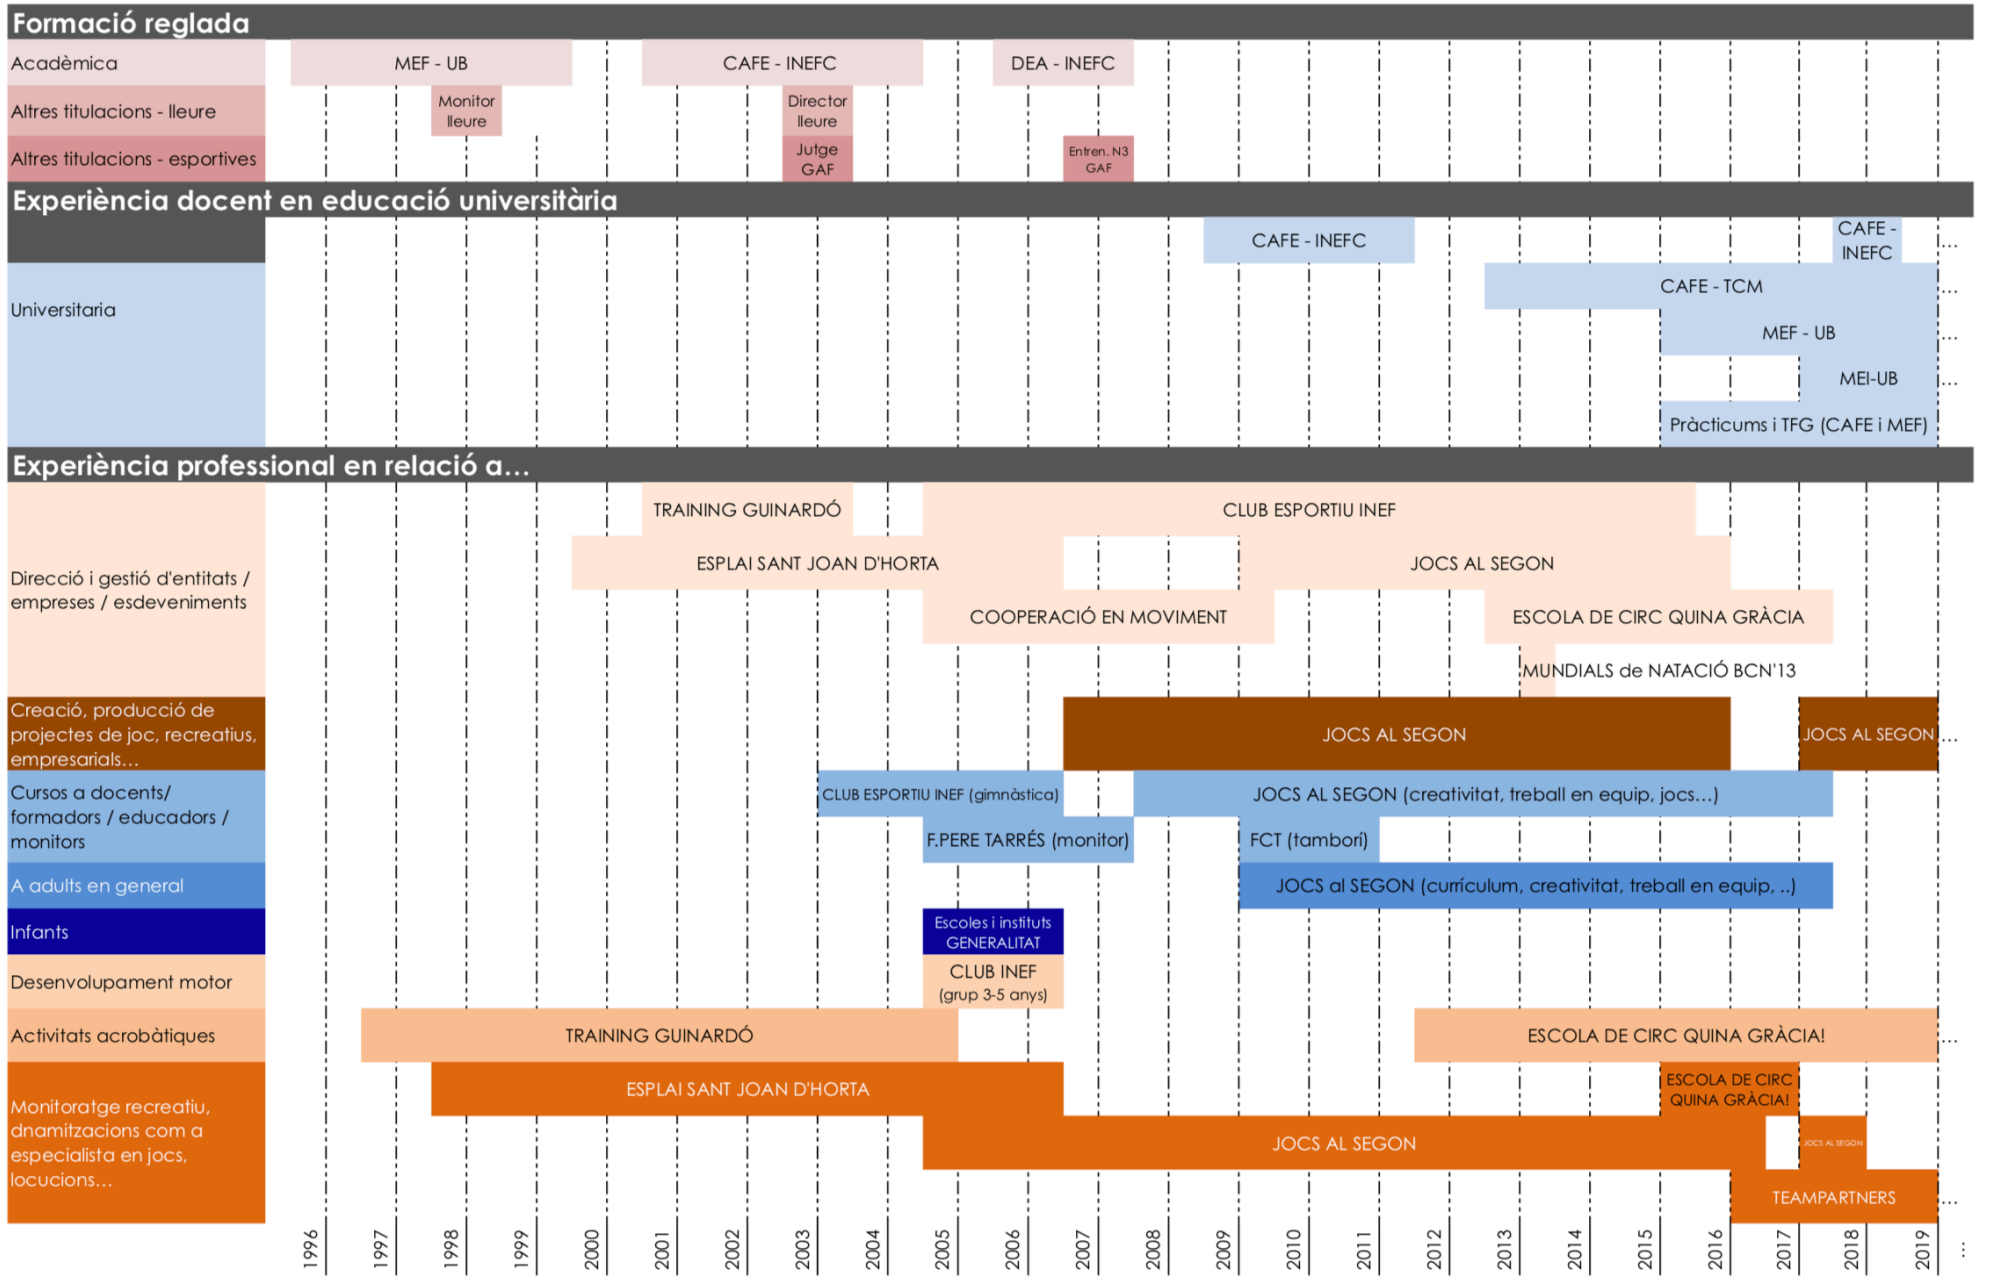 Formació reglada
Acadèmica
MEF - UB
CAFE - INEFC
DEA - INEFC
Altres titulacions - lleure
Monitor
lleure
Director
lleure
Altres titulacions - esportives
Jutge
GAF
Entren. N3
GAF
Experiència docent en educació universitària
CAFE - INEFC
CAFE -
INEFC
...
Universitaria
CAFE - TCM
...
MEF - UB
...
MEI-UB
...
Pràcticums i TFG (CAFE i MEF)
Experiència professional en relació a...
Direcció i gestió d'entitats /
empreses / esdeveniments
TRAINING GUINARDÓ
CLUB ESPORTIU INEF
ESPLAI SANT JOAN D'HORTA
JOCS AL SEGON
COOPERACIÓ EN MOVIMENT
ESCOLA DE CIRC QUINA GRÀCIA
MUNDIALS de NATACIÓ BCN'13
Creació, producció de
projectes de joc, recreatius,
empresarials...
JOCS AL SEGON
JOCS AL SEGON
...
Cursos a docents/
formadors / educadors /
monitors
CLUB ESPORTIU INEF (gimnàstica)
JOCS AL SEGON (creativitat, treball en equip, jocs...)
F.PERE TARRÉS (monitor)
FCT (tamborí)
A adults en general
JOCS al SEGON (currículum, creativitat, treball en equip, ..)
Infants
Escoles i instituts
GENERALITAT
Desenvolupament motor
CLUB INEF
(grup 3-5 anys)
Activitats acrobàtiques
TRAINING GUINARDÓ
ESCOLA DE CIRC QUINA GRÀCIA!
...
Monitoratge recreatiu,
dnamitzacions com a
especialista en jocs,
locucions...
ESPLAI SANT JOAN D'HORTA
ESCOLA DE CIRC
QUINA GRÀCIA!
JOCS AL SEGON
JOCS AL SEGON
TEAMPARTNERS
...
1996
1997
1998
1999
2000
2001
2002
2003
2004
2005
2006
2007
2008
2009
2010
2011
2012
2013
2014
2015
2016
2017
2018
2019
...